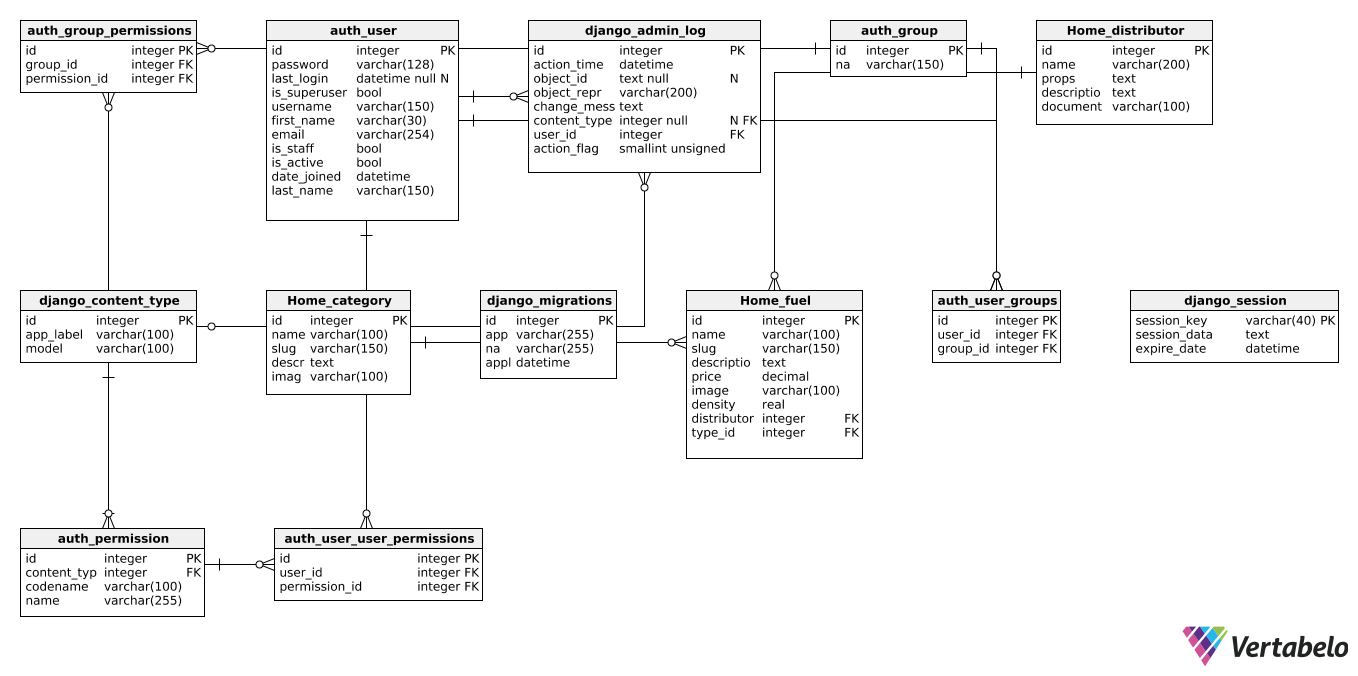 auth_group_permissions
id integer PK
group_id integer FK
permission_id integer FK
auth_user
id integer PK
password varchar(128)
last_login datetime null N
is_superuser bool
username varchar(150)
first_name varchar(30)
email varchar(254)
is_staff bool
is_active bool
date_joined datetime
last_name varchar(150)
django_admin_log
id integer PK
action_time datetime
object_id text null N
object_repr varchar(200)
change_mess text
content_type integer null N FK
user_id integer FK
action_flag smallint unsigned
auth_group
id integer PK
na varchar(150)
Home_distributor
id integer PK
name varchar(200)
props text
descriptio text
document varchar(100)
django_content_type
id integer PK
app_label varchar(100)
model varchar(100)
Home_category
id integer PK
name varchar(100)
slug varchar(150)
descr text
imag varchar(100)
django_migrations
id integer PK
app varchar(255)
na varchar(255)
appl datetime
Home_fuel
id integer PK
name varchar(100)
slug varchar(150)
descriptio text
price decimal
image varchar(100)
density real
distributor integer FK
type_id integer FK
auth_user_groups
id integer PK
user_id integer FK
group_id integer FK
django_session
session_key varchar(40) PK
session_data text
expire_date datetime
auth_permission
id integer PK
content_typ integer FK
codename varchar(100)
name varchar(255)
auth_user_user_permissions
id integer PK
user_id integer FK
permission_id integer FK
Vertabelo